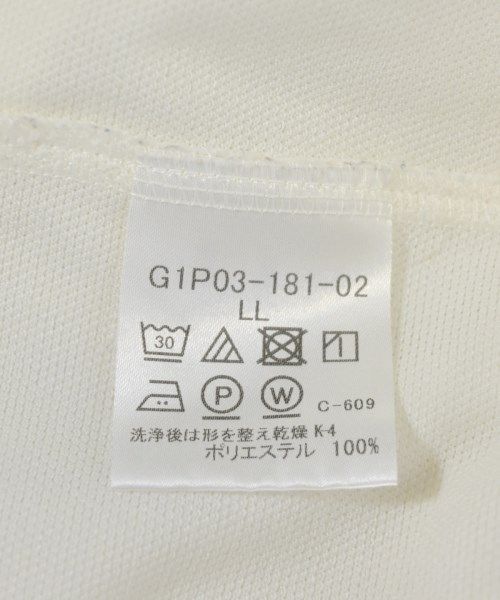 G1P03-181-02
LL
30
P W C-609
洗浄後は形を整え乾燥 K-4
ポリエステル 100%